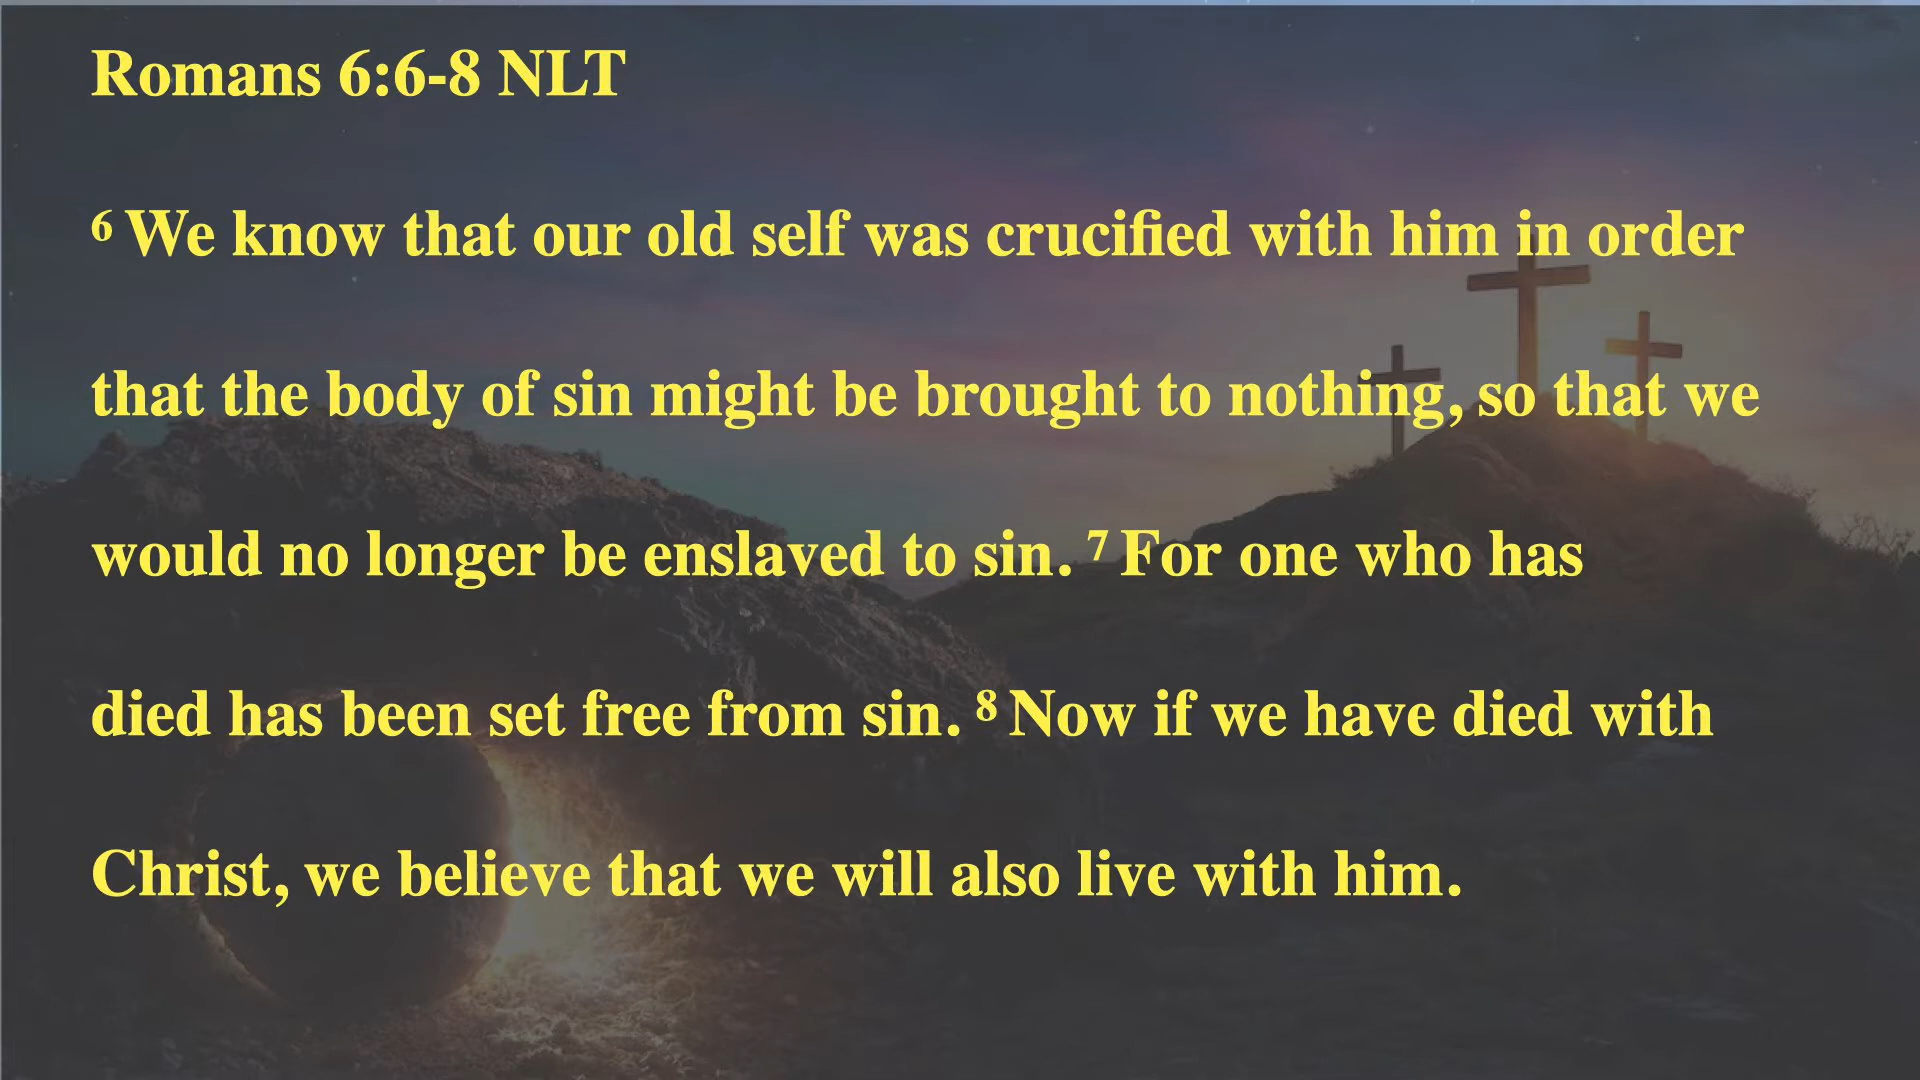 Romans 6:6-8 NLT
⁶ We know that our old self was crucified with him in order
that the body of sin might be brought to nothing, so that we
would no longer be enslaved to sin. ⁷ For one who has
died has been set free from sin. ⁸ Now if we have died with
Christ, we believe that we will also live with him.